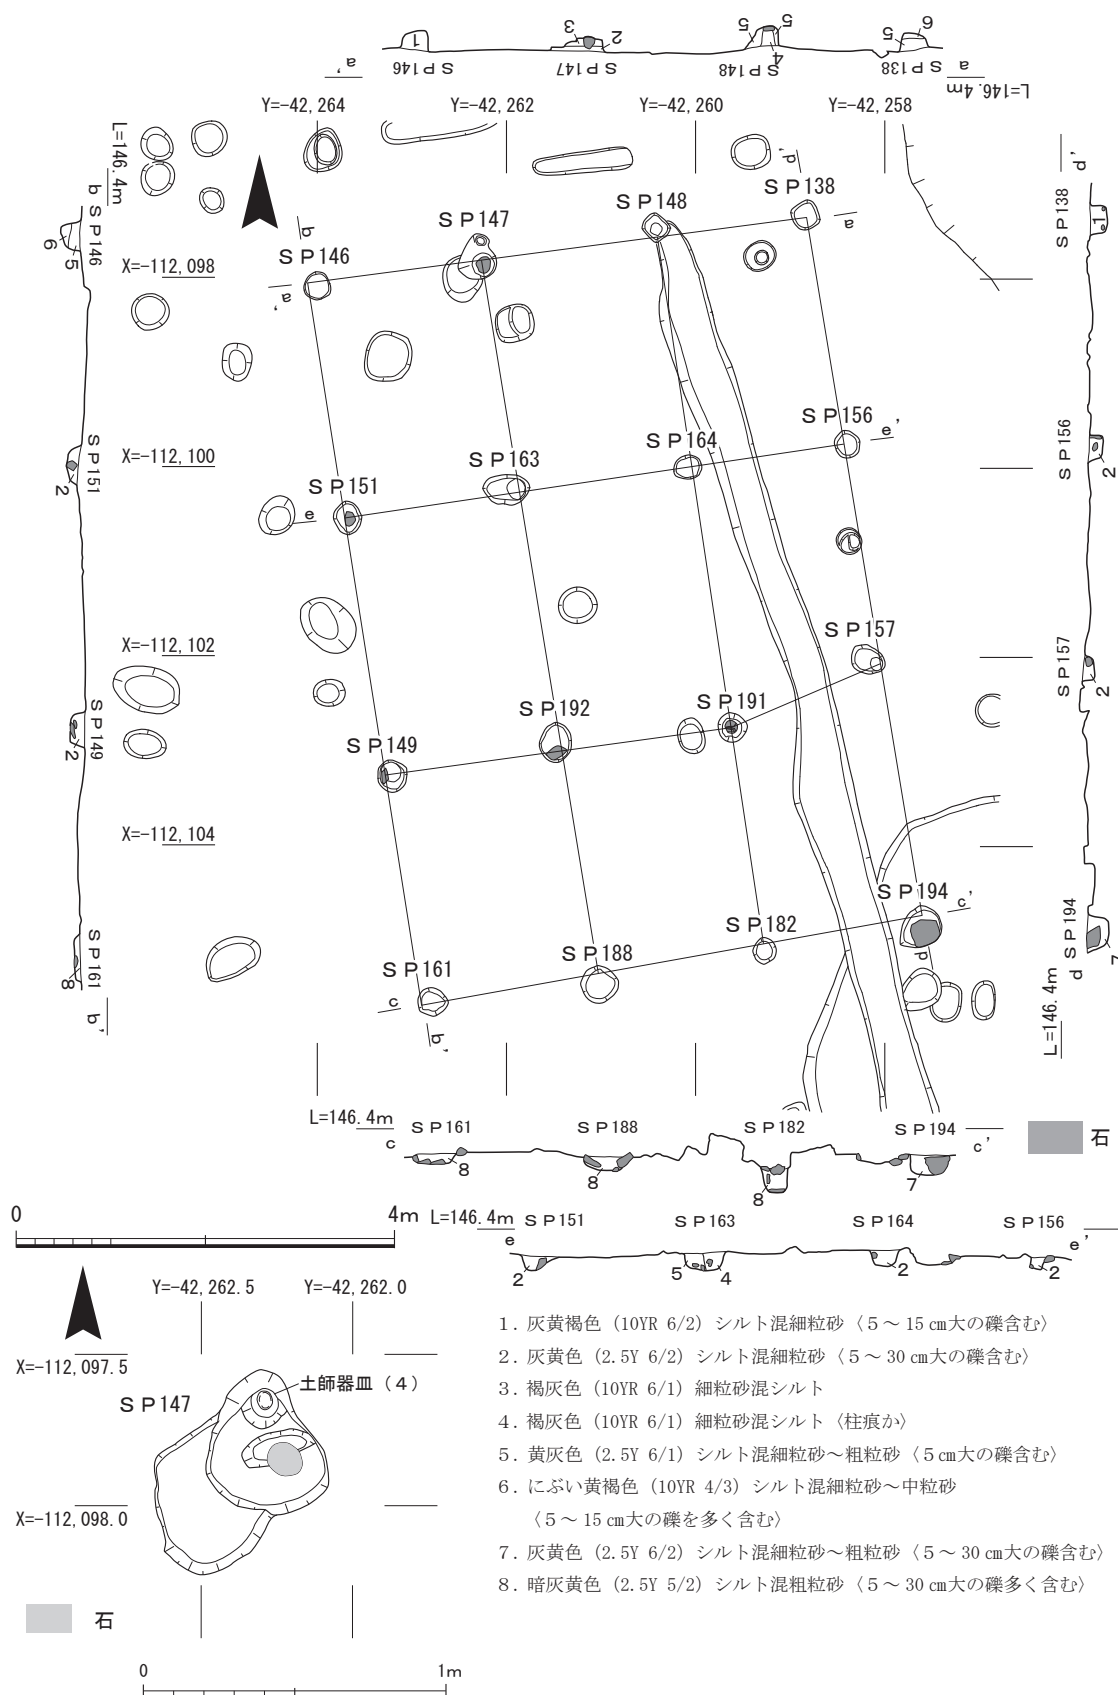 3 2 5 5 4 5 6
1
ＳＰ146 ＳＰ147 ＳＰ148 ＳＰ138
a' a
L=146.4m
Y=-42,264 Y=-42,262 Y=-42,260 Y=-42,258
L=146.4m
b
ＳＰ146
6 5
ＳＰ151
2
ＳＰ149
2
ＳＰ161
8
b'
X=-112,098
X=-112,100
X=-112,102
X=-112,104
ＳＰ138
d'
ＳＰ148
ＳＰ147
ＳＰ146
b
a
a'
ＳＰ156
e'
ＳＰ164
ＳＰ163
ＳＰ151
e
ＳＰ157
ＳＰ191
ＳＰ192
ＳＰ149
ＳＰ194
c'
d
ＳＰ182
ＳＰ188
ＳＰ161
c
b'
d'
ＳＰ138
1
ＳＰ156
2
ＳＰ157
2
ＳＰ194
7
d
L=146.4m
L=146.4m
c
ＳＰ161 ＳＰ188 ＳＰ182 ＳＰ194
c'
8 8 8 7
石
0 4m
L=146.4m
e
ＳＰ151 ＳＰ163 ＳＰ164 ＳＰ156
e'
2 5 4 2 2
Y=-42,262.5 Y=-42,262.0
X=-112,097.5
土師器皿（４）
ＳＰ147
X=-112,098.0
石
0 1m
１．灰黄褐色（10YR 6/2）シルト混細粒砂〈５～15㎝大の礫含む〉
２．灰黄色（2.5Y 6/2）シルト混細粒砂〈５～30㎝大の礫含む〉
３．褐灰色（10YR 6/1）細粒砂混シルト
４．褐灰色（10YR 6/1）細粒砂混シルト〈柱痕か〉
５．黄灰色（2.5Y 6/1）シルト混細粒砂～粗粒砂〈５㎝大の礫含む〉
６．にぶい黄褐色（10YR 4/3）シルト混細粒砂～中粒砂
〈５～15㎝大の礫を多く含む〉
７．灰黄色（2.5Y 6/2）シルト混細粒砂～粗粒砂〈５～30㎝大の礫含む〉
８．暗灰黄色（2.5Y 5/2）シルト混粗粒砂〈５～30㎝大の礫多く含む〉